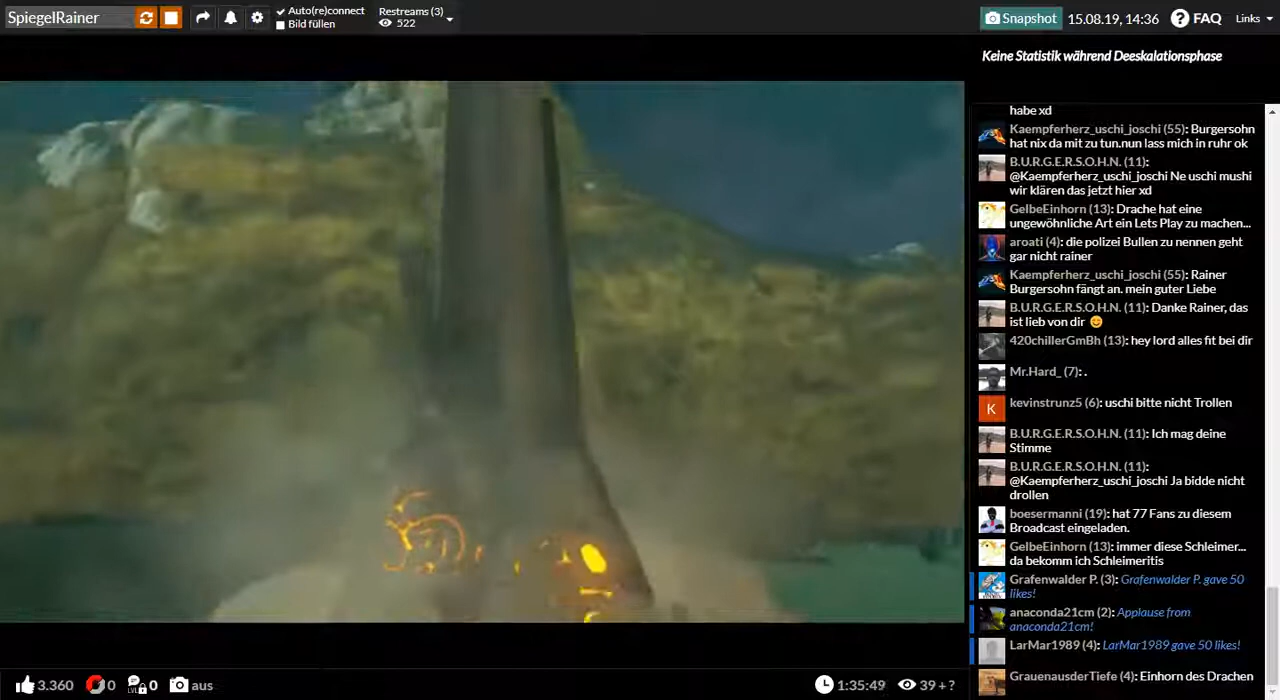 SpiegelRainer
Auto(re)connect
Bild füllen
Restreams (3)
522
Snapshot
15.08.19, 14:36
? FAQ
Links
Keine Statistik während Deeskalationsphase
habe xd
Kaempferherz_uschi_joschi (55): Burgersohn
hat nix da mit zu tun.nun lass mich in ruhr ok
B.U.R.G.E.R.S.O.H.N. (11):
@Kaempferherz_uschi_joschi Ne uschi mushi
wir klären das jetzt hier xd
GelbeEinhorn (13): Drache hat eine
ungewöhnliche Art ein Lets Play zu machen...
aroati (4): die polizei Bullen zu nennen geht
gar nicht rainer
Kaempferherz_uschi_joschi (55): Rainer
Burgersohn fängt an. mein guter Liebe
B.U.R.G.E.R.S.O.H.N. (11): Danke Rainer, das
ist lieb von dir 😊
420chillerGmBh (13): hey lord alles fit bei dir
Mr.Hard_ (7): .
K
kevinstrunz5 (6): uschi bitte nicht Trollen
B.U.R.G.E.R.S.O.H.N. (11): Ich mag deine
Stimme
B.U.R.G.E.R.S.O.H.N. (11):
@Kaempferherz_uschi_joschi Ja bidde nicht
drollen
boesermanni (19): hat 77 Fans zu diesem
Broadcast eingeladen.
GelbeEinhorn (13): immer diese Schleimer...
da bekomm ich Schleimeritis
Grafenwalder P. (3): Grafenwalder P. gave 50
likes!
anaconda21cm (2): Applause from
anaconda21cm!
LarMar1989 (4): LarMar1989 gave 50 likes!
GrauenausderTiefe (4): Einhorn des Drachen
3.360
0
LVL
0
aus
1:35:49
39 + ?